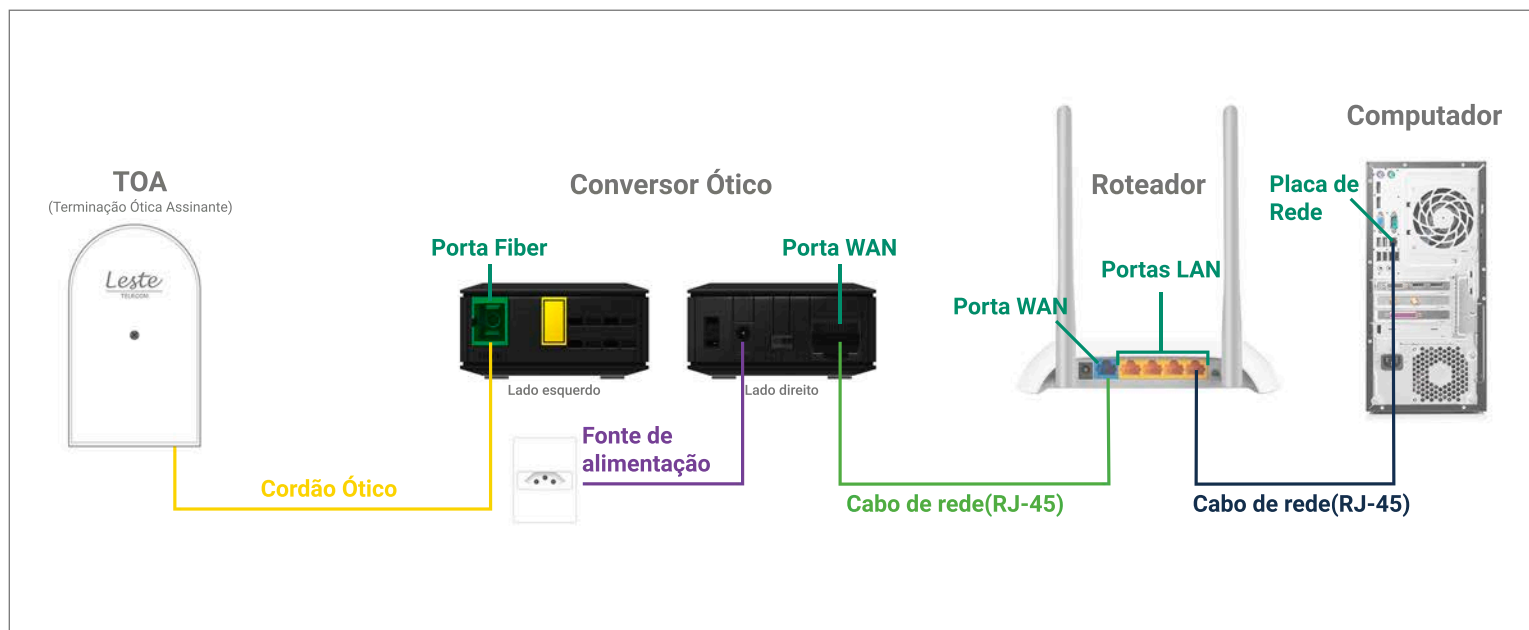 TOA
(Terminação Ótica Assinante)
Leste
TELECOM
Conversor Ótico
Porta Fiber
Porta WAN
Lado esquerdo
Lado direito
Fonte de
alimentação
Cordão Ótico
Roteador
Porta WAN
Portas LAN
Computador
Placa de
Rede
Cabo de rede(RJ-45)
Cabo de rede(RJ-45)